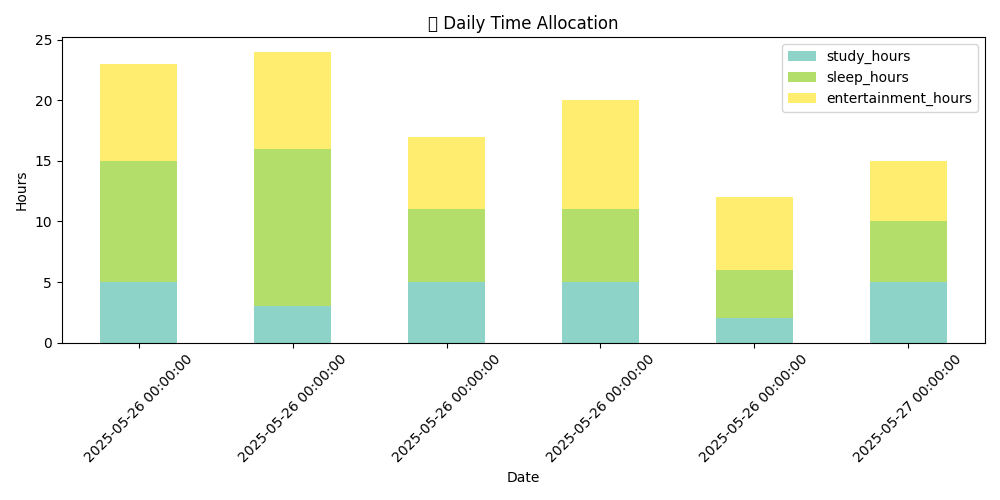 Daily Time Allocation
25
20
15
10
5
0
Hours
study_hours
sleep_hours
entertainment_hours
2025-05-26 00:00:00
2025-05-26 00:00:00
2025-05-26 00:00:00
2025-05-26 00:00:00
2025-05-26 00:00:00
2025-05-27 00:00:00
Date